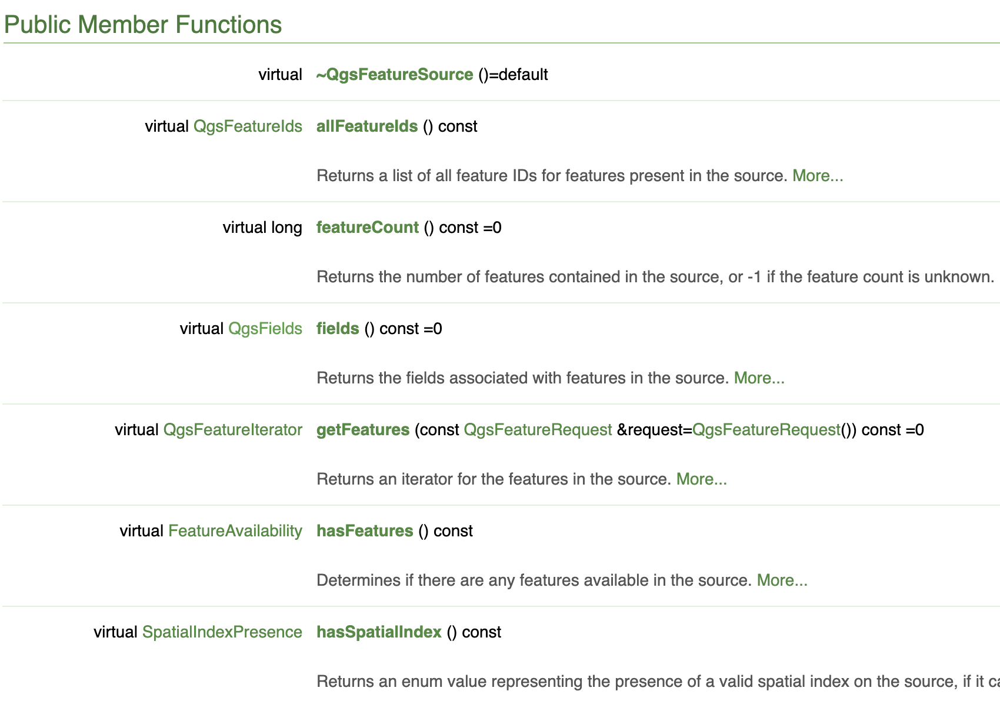 Public Member Functions
virtual ~QgsFeatureSource ()=default
virtual QgsFeatureIds allFeatureIds () const
Returns a list of all feature IDs for features present in the source. More...
virtual long featureCount () const =0
Returns the number of features contained in the source, or -1 if the feature count is unknown.
virtual QgsFields fields () const =0
Returns the fields associated with features in the source. More...
virtual QgsFeatureIterator getFeatures (const QgsFeatureRequest &request=QgsFeatureRequest()) const =0
Returns an iterator for the features in the source. More...
virtual FeatureAvailability hasFeatures () const
Determines if there are any features available in the source. More...
virtual SpatialIndexPresence hasSpatialIndex () const
Returns an enum value representing the presence of a valid spatial index on the source, if it